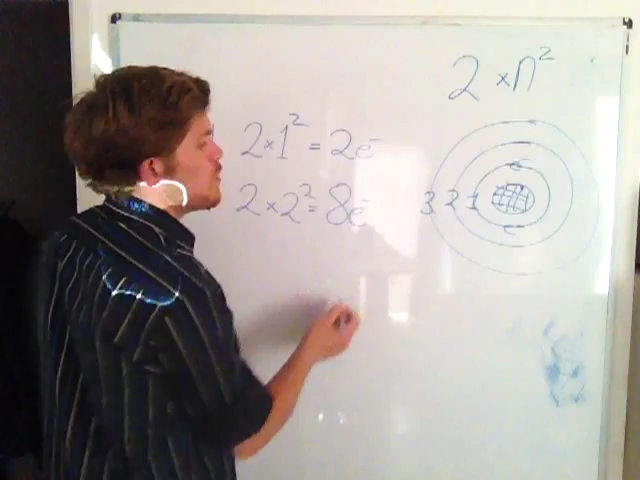 2 × n²
2×1² = 2e⁻
2×2² = 8e⁻
3 2 1
e⁻
e⁻